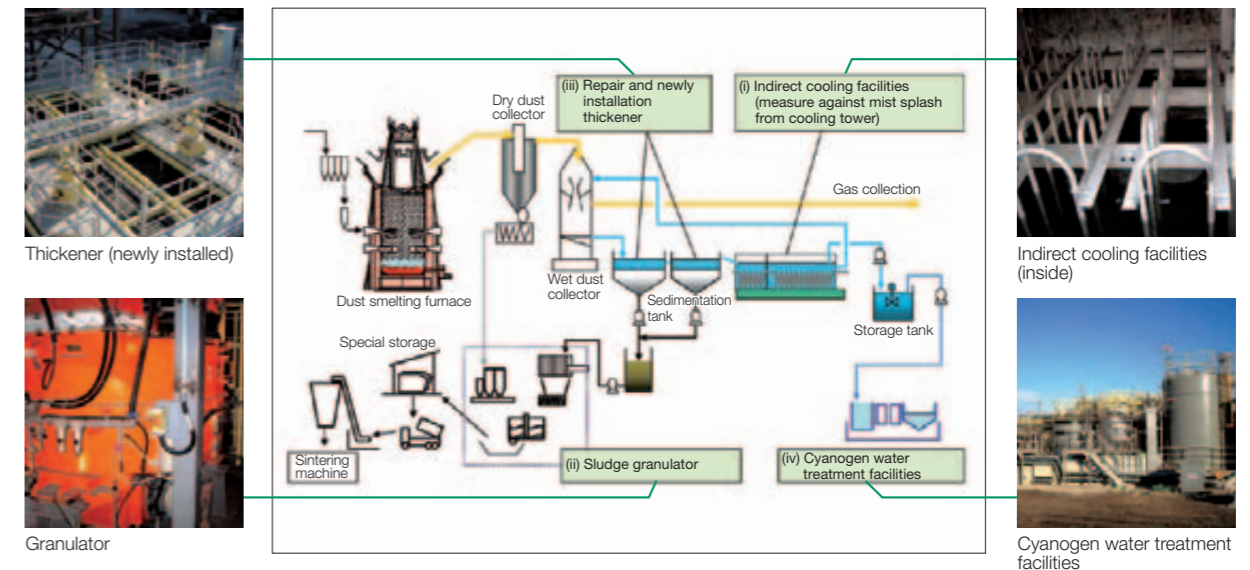 (iii) Repair and newly
installation
thickener
(i) Indirect cooling facilities
(measure against mist splash
from cooling tower)
Dry dust
collector
Gas collection
Thickener (newly installed)
Indirect cooling facilities
(inside)
Dust smelting furnace
Wet dust
collector
Sedimentation
tank
Storage tank
Special storage
Sintering
machine
(ii) Sludge granulator
(iv) Cyanogen water
treatment facilities
Granulator
Cyanogen water treatment
facilities